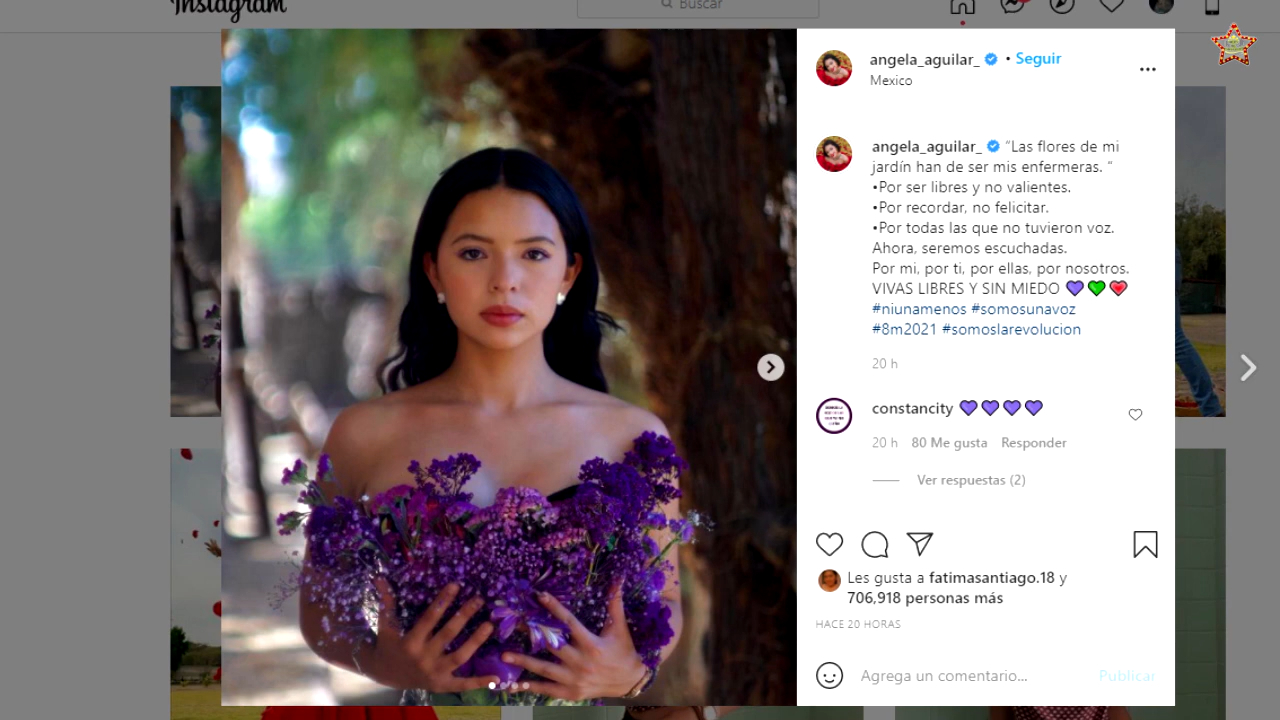 Instagram
Buscar
angela_aguilar_ • Seguir
Mexico
angela_aguilar_ "Las flores de mi
jardín han de ser mis enfermeras. "
•Por ser libres y no valientes.
•Por recordar, no felicitar.
•Por todas las que no tuvieron voz.
Ahora, seremos escuchadas.
Por mi, por ti, por ellas, por nosotros.
VIVAS LIBRES Y SIN MIEDO 💜💚❤️
#niunamenos #somosunavoz
#8m2021 #somoslarevolucion
20 h
constancity 💜💜💜💜
20 h 80 Me gusta Responder
Ver respuestas (2)
Les gusta a fatimasantiago.18 y
706,918 personas más
HACE 20 HORAS
Agrega un comentario... Publicar